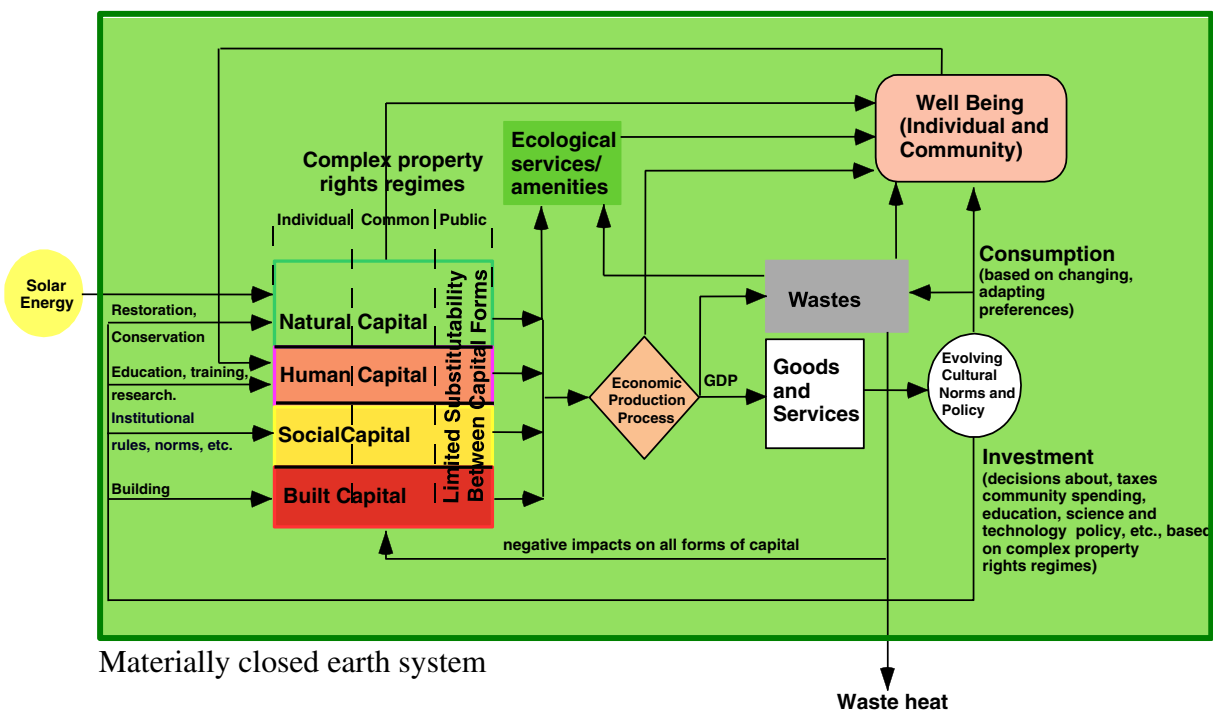 Well Being
(Individual and
Community)
Ecological
services/
amenities
Complex property
rights regimes
Individual
Common
Public
Solar
Energy
Restoration,
Conservation
Education, training,
research.
Institutional
rules, norms, etc.
Building
Natural Capital
Human Capital
SocialCapital
Built Capital
Limited Substitutability
Between Capital Forms
Economic
Production
Process
GDP
Wastes
Goods
and
Services
Consumption
(based on changing,
adapting
preferences)
Evolving
Cultural
Norms and
Policy
Investment
(decisions about, taxes
community spending,
education, science and
technology policy, etc., based
on complex property
rights regimes)
negative impacts on all forms of capital
Materially closed earth system
Waste heat